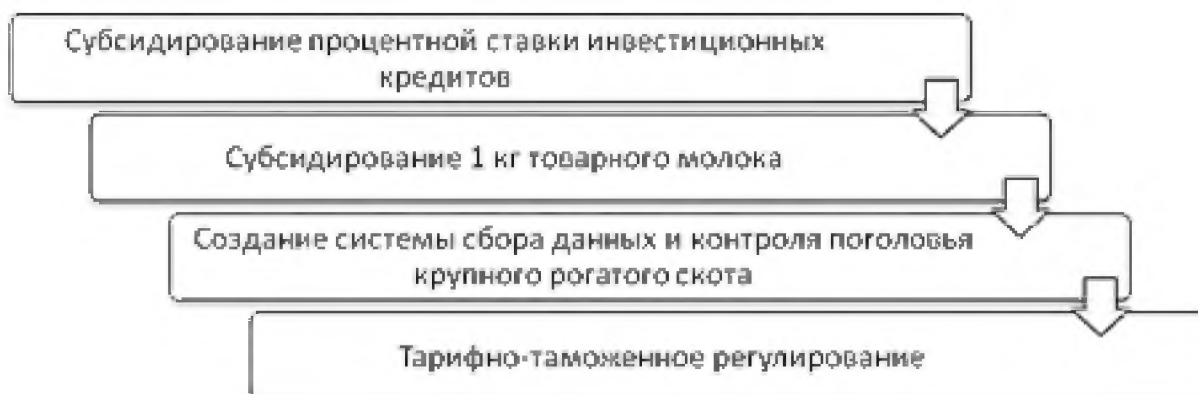 Субсидирование процентной ставки инвестиционных
кредитов
Субсидирование 1 кг товарного молока
Создание системы сбора данных и контроля поголовья
крупного рогатого скота
Тарифно-таможенное регулирование